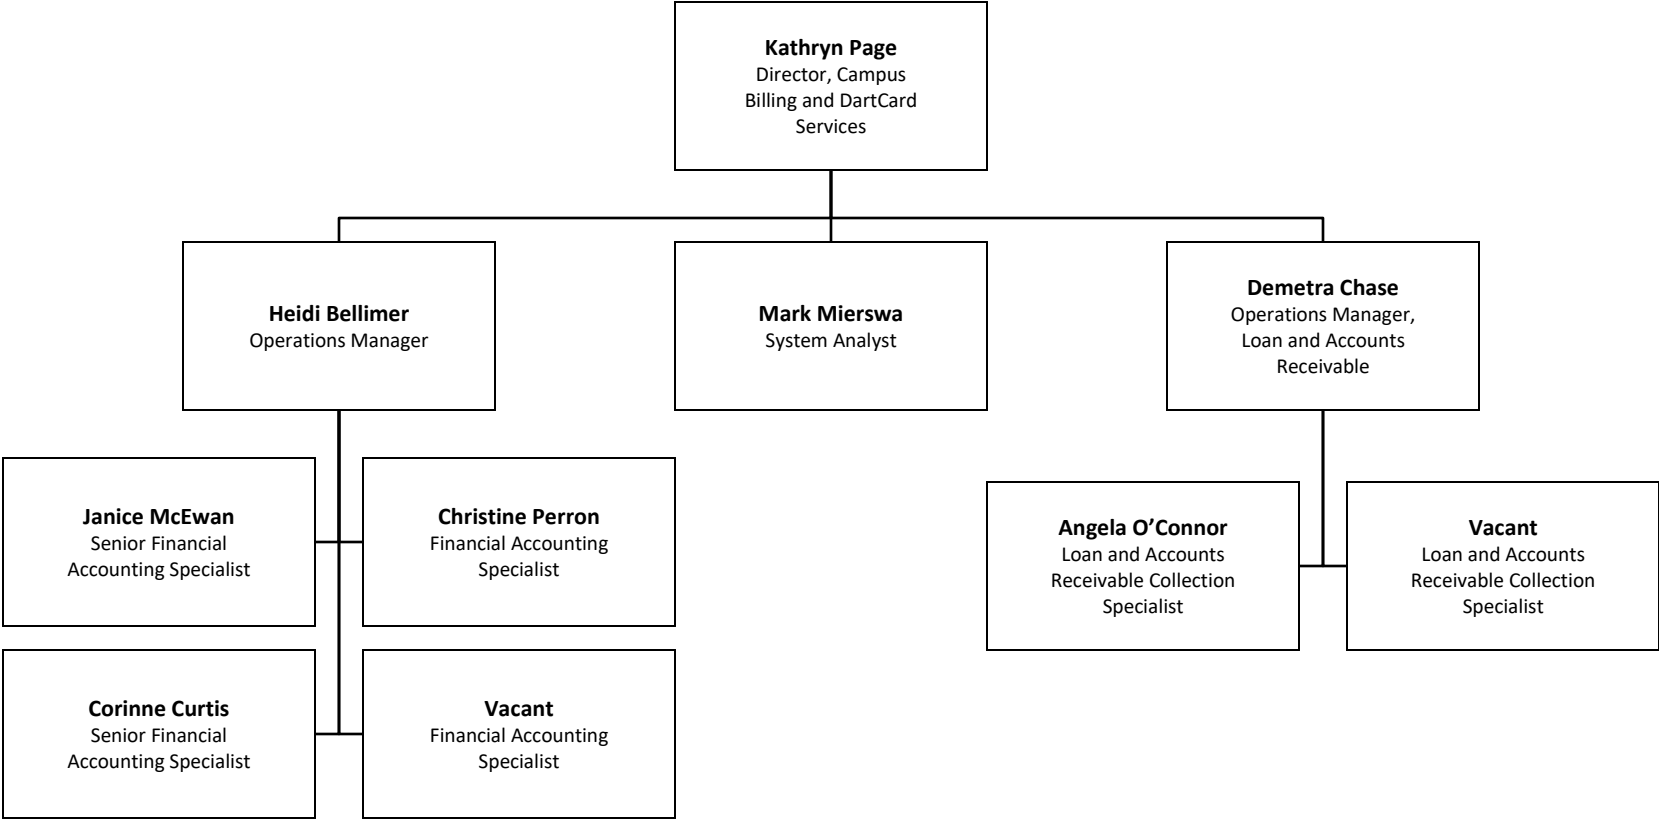 Kathryn Page
Director, Campus
Billing and DartCard
Services
Heidi Bellimer
Operations Manager
Mark Mierswa
System Analyst
Demetra Chase
Operations Manager,
Loan and Accounts
Receivable
Janice McEwan
Senior Financial
Accounting Specialist
Christine Perron
Financial Accounting
Specialist
Angela O’Connor
Loan and Accounts
Receivable Collection
Specialist
Vacant
Loan and Accounts
Receivable Collection
Specialist
Corinne Curtis
Senior Financial
Accounting Specialist
Vacant
Financial Accounting
Specialist